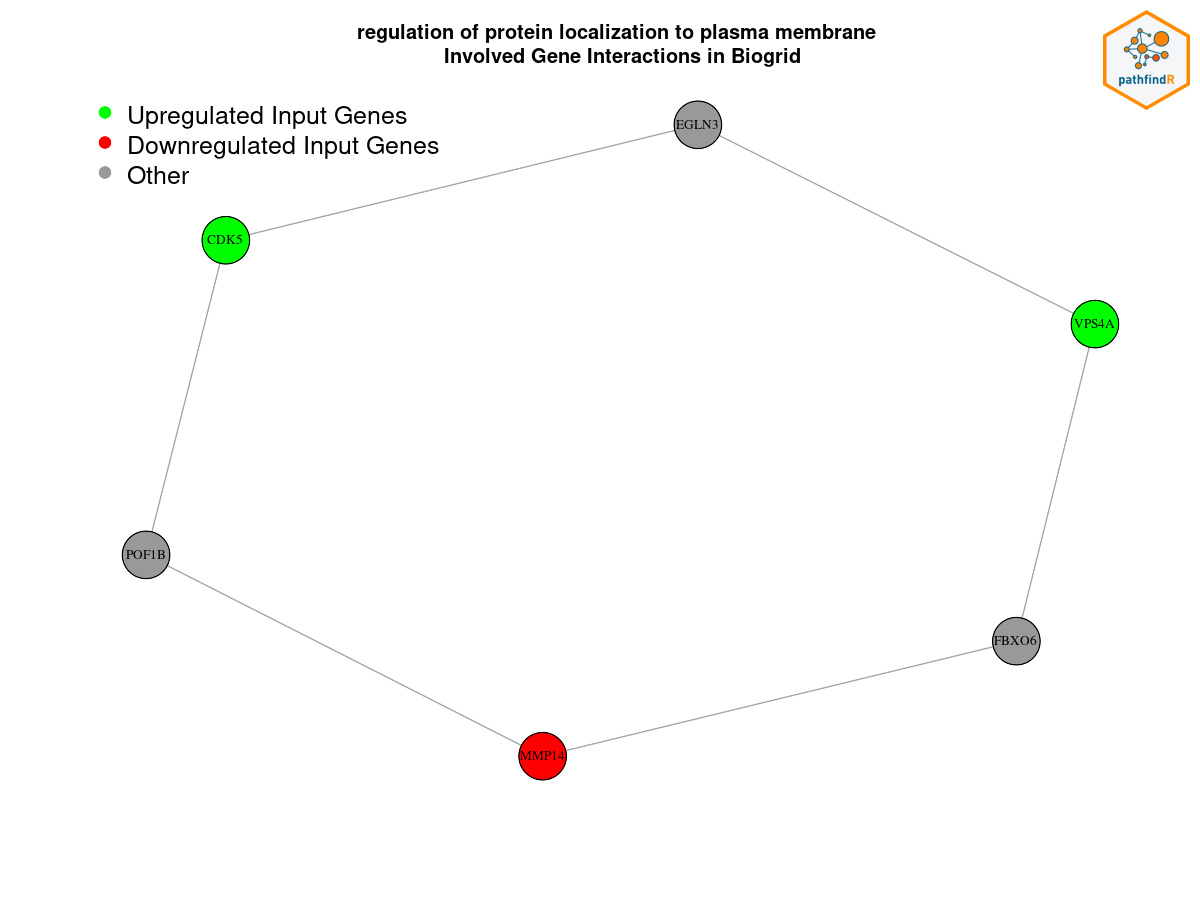 regulation of protein localization to plasma membrane
Involved Gene Interactions in Biogrid
pathfindR
Upregulated Input Genes
Downregulated Input Genes
Other
EGLN3
CDK5
VPS4A
POF1B
FBXO6
MMP14